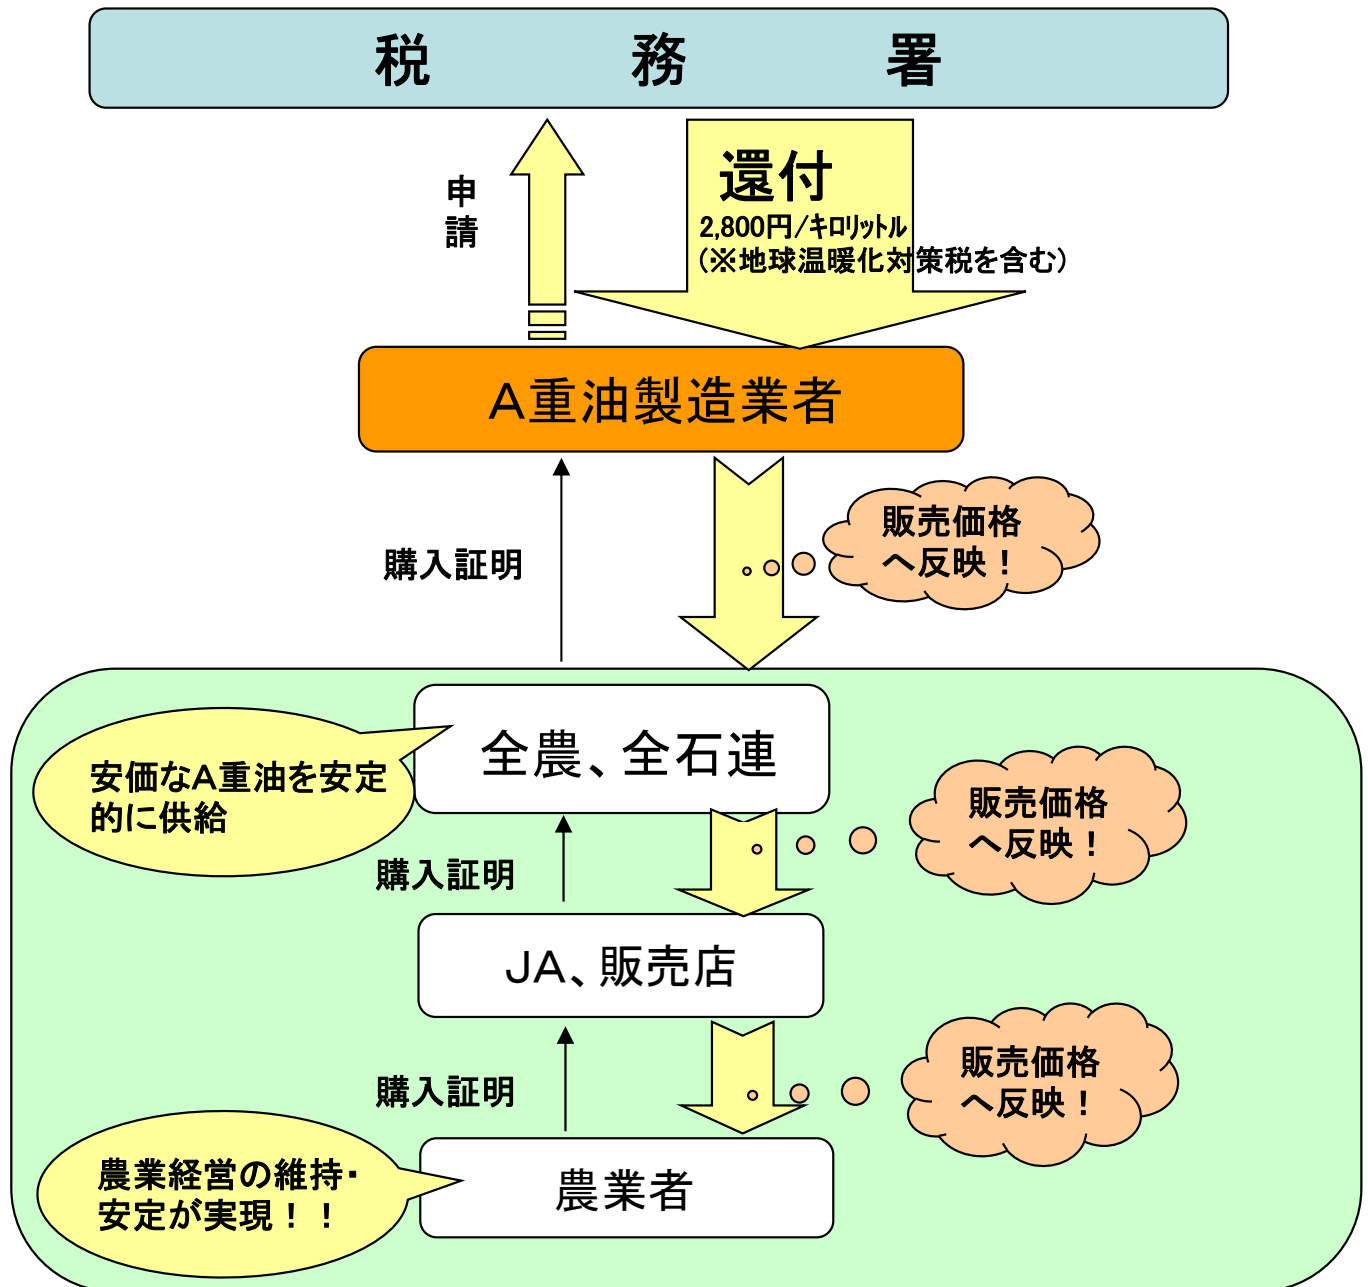 税務署
申
請
還付
2,800円/キロリットル
(※地球温暖化対策税を含む)
A重油製造業者
購入証明
販売価格
へ反映!
全農、全石連
安価なA重油を安定
的に供給
販売価格
へ反映!
購入証明
JA、販売店
購入証明
販売価格
へ反映!
農業経営の維持・
安定が実現!!
農業者